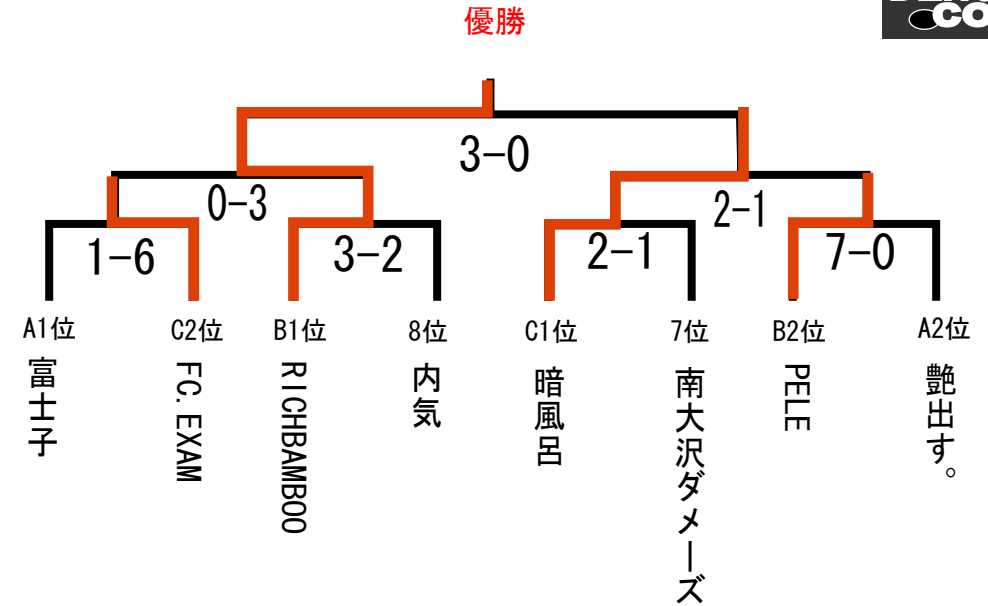 優勝
CO
3-0
0-3
2-1
1-6
3-2
2-1
7-0
A1位
C2位
B1位
8位
C1位
7位
B2位
A2位
富士子
FC.EXAM
RICHBAMBOO
内気
暗風呂
南大沢ダメーズ
PELE
艶出す。